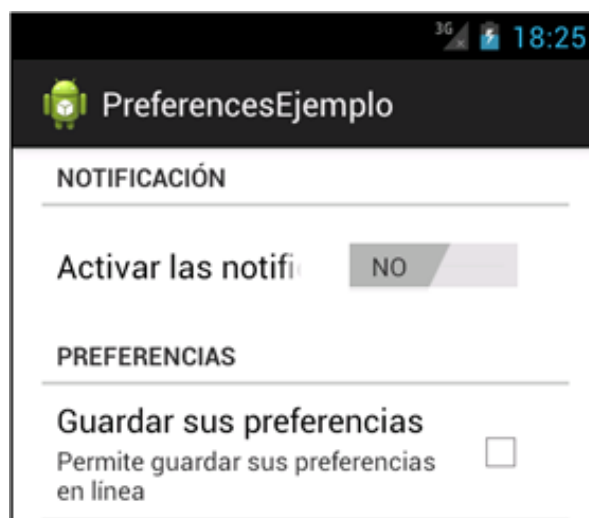 3G 18:25
PreferencesEjemplo
NOTIFICACIÓN
Activar las notifi
NO
PREFERENCIAS
Guardar sus preferencias
Permite guardar sus preferencias
en línea